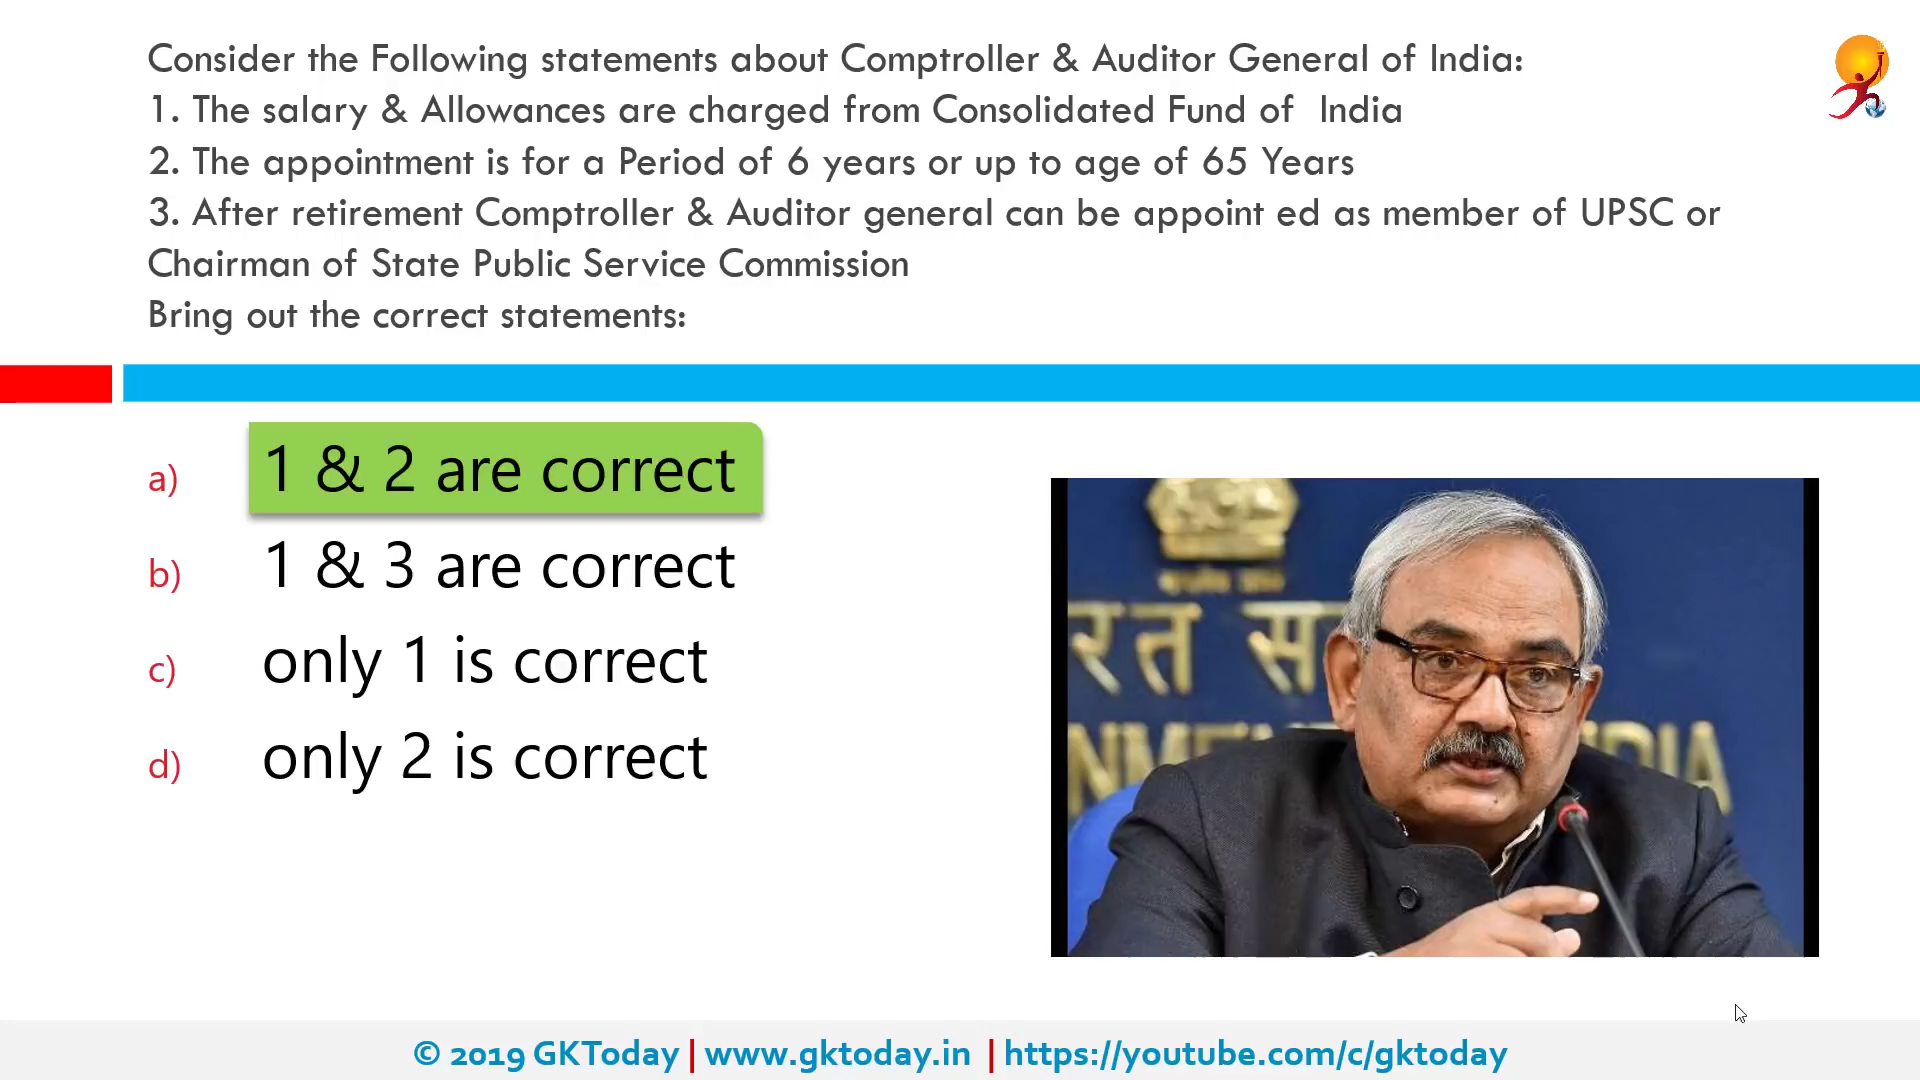 Consider the Following statements about Comptroller & Auditor General of India:
1. The salary & Allowances are charged from Consolidated Fund of India
2. The appointment is for a Period of 6 years or up to age of 65 Years
3. After retirement Comptroller & Auditor general can be appoint ed as member of UPSC or
Chairman of State Public Service Commission
Bring out the correct statements:
a) 1 & 2 are correct
b) 1 & 3 are correct
c) only 1 is correct
d) only 2 is correct
रत स
NMEN
DIA
© 2019 GKToday | www.gktoday.in | https://youtube.com/c/gktoday